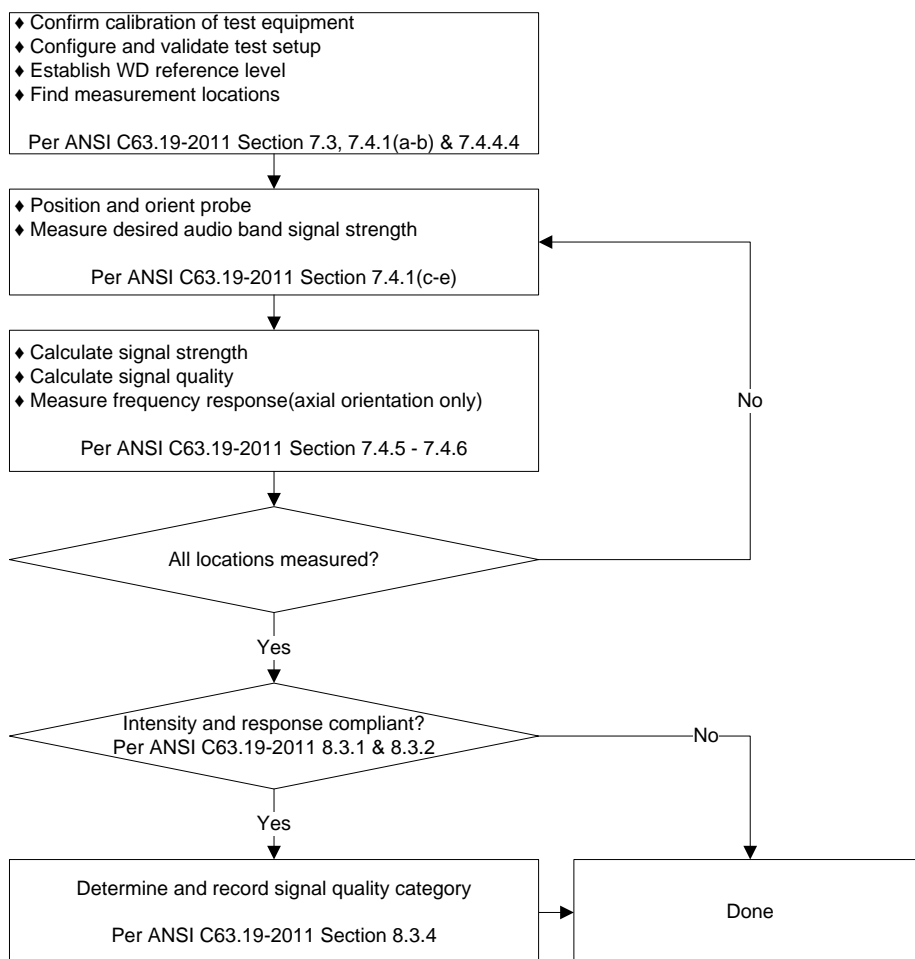 ♦ Confirm calibration of test equipment
♦ Configure and validate test setup
♦ Establish WD reference level
♦ Find measurement locations
Per ANSI C63.19-2011 Section 7.3, 7.4.1(a-b) & 7.4.4.4
♦ Position and orient probe
♦ Measure desired audio band signal strength
Per ANSI C63.19-2011 Section 7.4.1(c-e)
♦ Calculate signal strength
♦ Calculate signal quality
♦ Measure frequency response(axial orientation only)
Per ANSI C63.19-2011 Section 7.4.5 - 7.4.6
No
All locations measured?
Yes
Intensity and response compliant?
Per ANSI C63.19-2011 8.3.1 & 8.3.2
No
Yes
Determine and record signal quality category
Per ANSI C63.19-2011 Section 8.3.4
Done